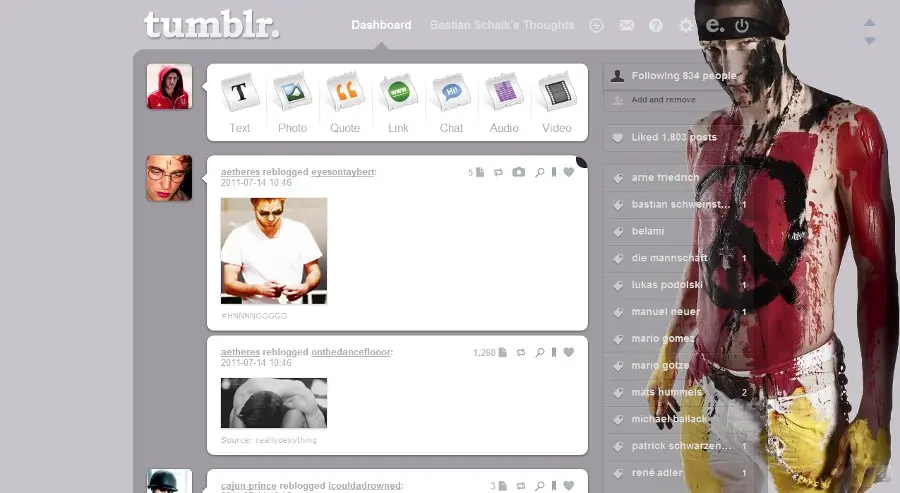 tumblr.
Dashboard
Bastian Schaik's Thoughts
e.
T
www
Hi!
Text
Photo
Quote
Link
Chat
Audio
Video
Following 834 people
Add and remove
Liked 1,803 posts
aetheres reblogged eyesontaybert:
5
2011-07-14 10:46
#HNNNNGGGGG
aetheres reblogged onthedanceflooor:
1,260
2011-07-14 10:46
Source: reallysexything
cajun-prince reblogged icouldadrowned:
3
arne friedrich
bastian schweinst... 1
belami
die mannschaft 1
lukas podolski 1
manuel neuer 1
mario gomez
mario gotze
mats hummels 2
michael ballack
patrick schwarzen... 1
rené adler 1